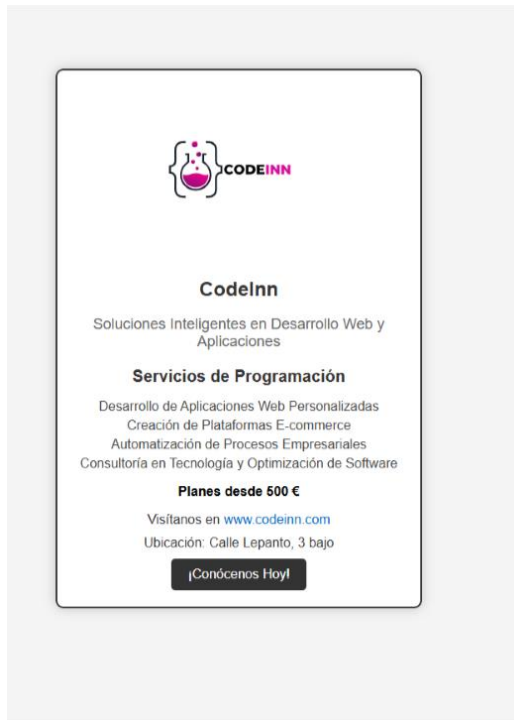 { }CODEINN
CodeInn
Soluciones Inteligentes en Desarrollo Web y
Aplicaciones
Servicios de Programación
Desarrollo de Aplicaciones Web Personalizadas
Creación de Plataformas E-commerce
Automatización de Procesos Empresariales
Consultoría en Tecnología y Optimización de Software
Planes desde 500 €
Visítanos en www.codeinn.com
Ubicación: Calle Lepanto, 3 bajo
¡Conócenos Hoy!